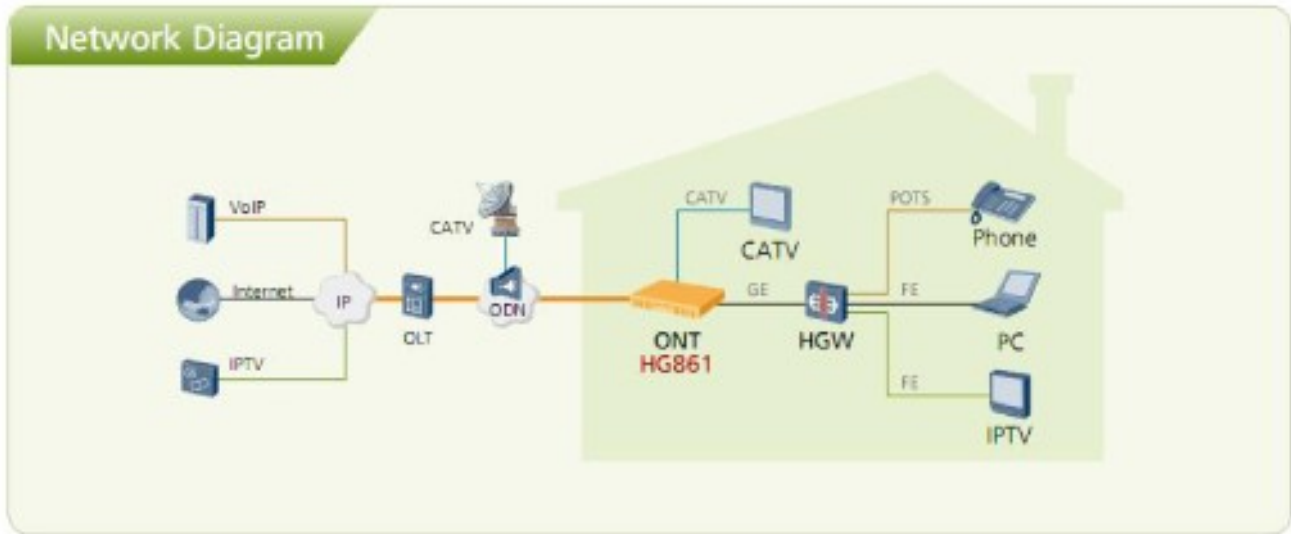 Network Diagram
VoIP
CATV
CATV
CATV
POTS
Phone
Internet
IP
OLT
ODN
GE
ONT
HG861
HGW
FE
PC
IPTV
FE
IPTV